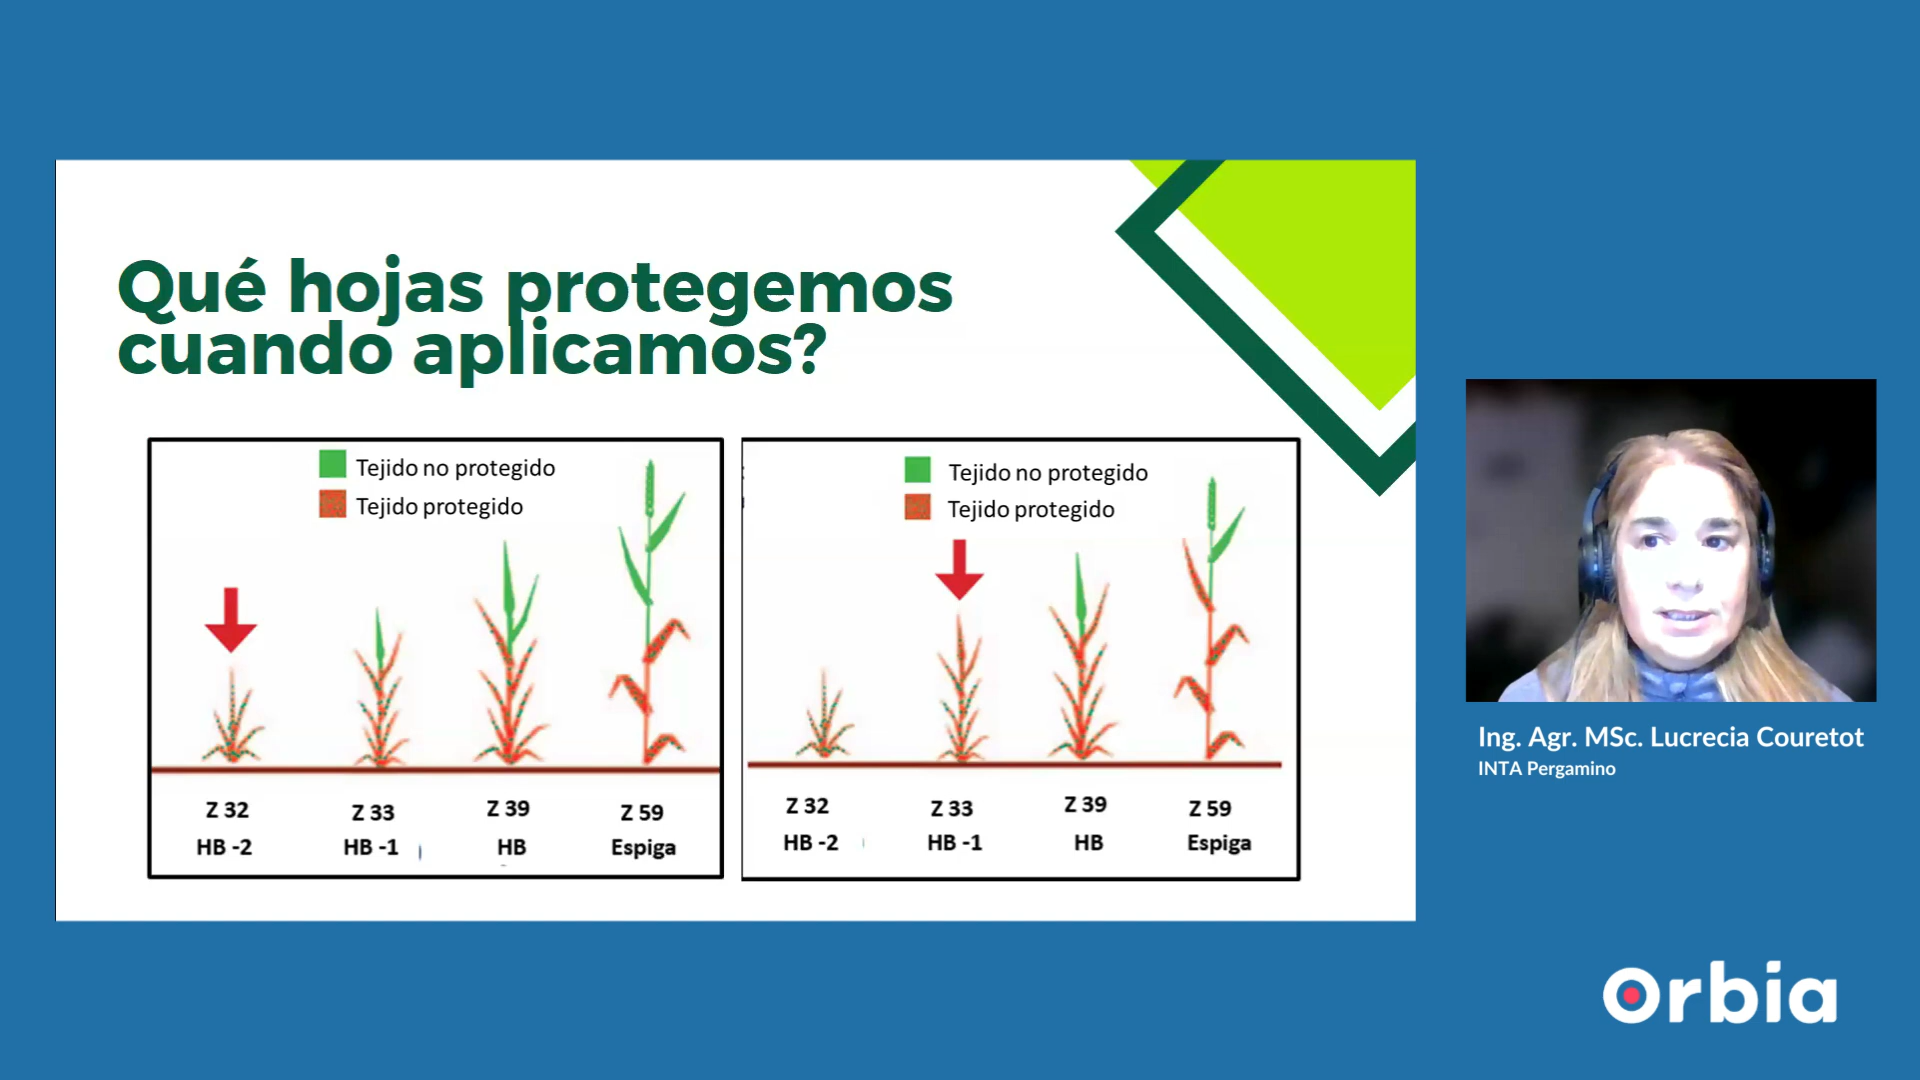 Qué hojas protegemos
cuando aplicamos?
Tejido no protegido
Tejido protegido
Z 32
Z 33
Z 39
Z 59
HB -2
HB -1
HB
Espiga
Tejido no protegido
Tejido protegido
Z 32
Z 33
Z 39
Z 59
HB -2
HB -1
HB
Espiga
Ing. Agr. MSc. Lucrecia Couretot
INTA Pergamino
Orbia